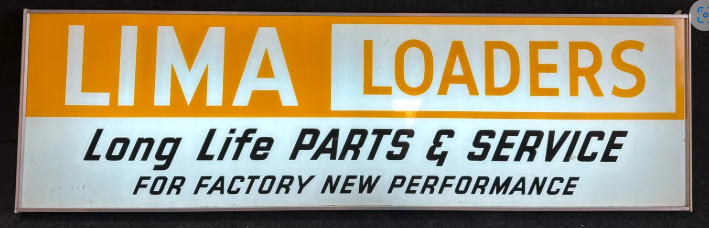 LIMA LOADERS
Long Life PARTS & SERVICE
FOR FACTORY NEW PERFORMANCE